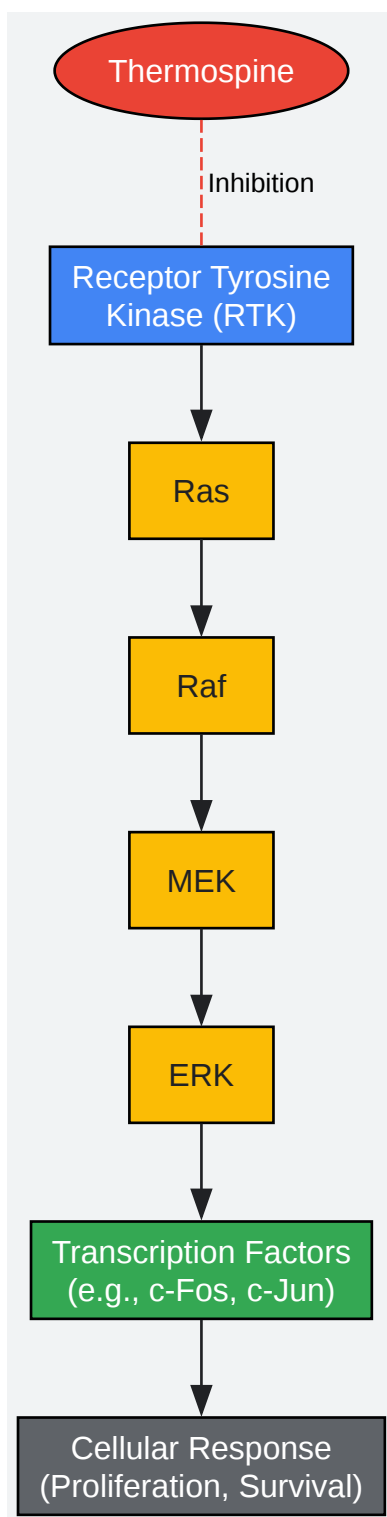 Thermospine
Inhibition
Receptor Tyrosine
Kinase (RTK)
Ras
Raf
MEK
ERK
Transcription Factors
(e.g., c-Fos, c-Jun)
Cellular Response
(Proliferation, Survival)